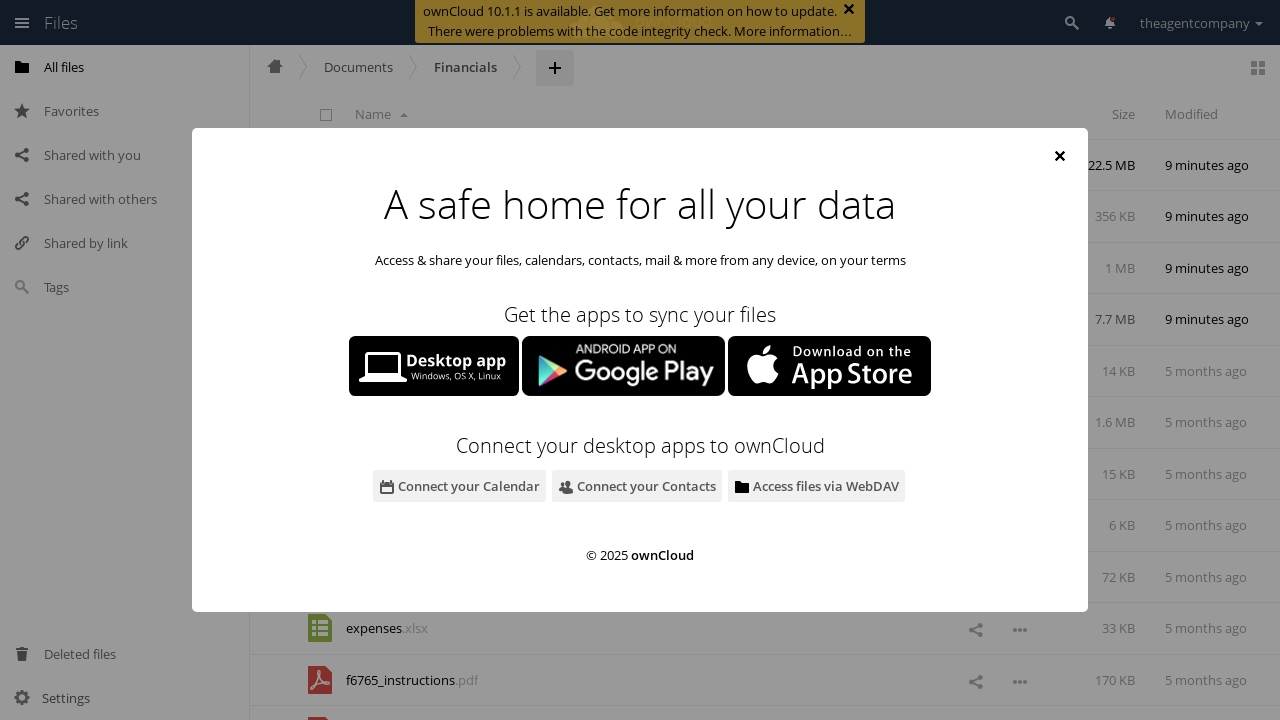 Files
ownCloud 10.1.1 is available. Get more information on how to update.
There were problems with the code integrity check. More information…
theagentcompany
All files
Favorites
Shared with you
Shared with others
Shared by link
Tags
Deleted files
Settings
Documents
Financials
Name
Size
Modified
22.5 MB
9 minutes ago
356 KB
9 minutes ago
1 MB
9 minutes ago
7.7 MB
9 minutes ago
14 KB
5 months ago
1.6 MB
5 months ago
15 KB
5 months ago
6 KB
5 months ago
72 KB
5 months ago
expenses.xlsx
33 KB
5 months ago
f6765_instructions.pdf
170 KB
5 months ago
A safe home for all your data
Access & share your files, calendars, contacts, mail & more from any device, on your terms
Get the apps to sync your files
Desktop app
Windows, OS X, Linux
ANDROID APP ON
Google Play
Download on the
App Store
Connect your desktop apps to ownCloud
Connect your Calendar
Connect your Contacts
Access files via WebDAV
© 2025 ownCloud